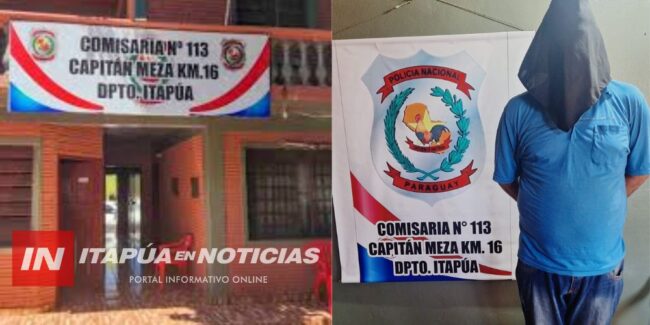 COMISARIA N° 113
CAPITÁN MEZA KM.16
DPTO. ITAPÚA
IN ITAPÚA EN NOTICIAS
PORTAL INFORMATIVO ONLINE
POLICIA NACIONAL
PARAGUAY
COMISARIA N° 113
CAPITÁN MEZA KM. 16
DPTO. ITAPÚA